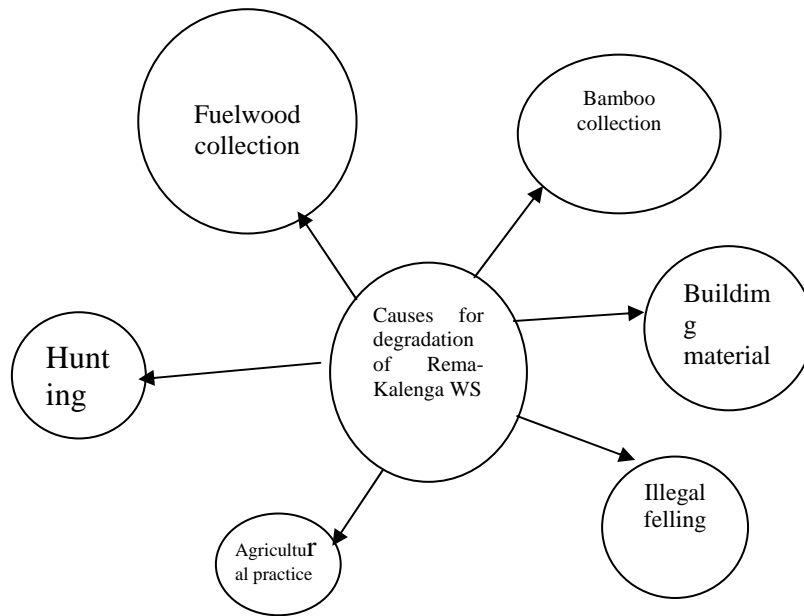 Fuelwood
collection
Bamboo
collection
Causes for
degradation
of Rema-
Kalenga WS
Buildim
g
material
Hunt
ing
Illegal
felling
Agricultur
al practice